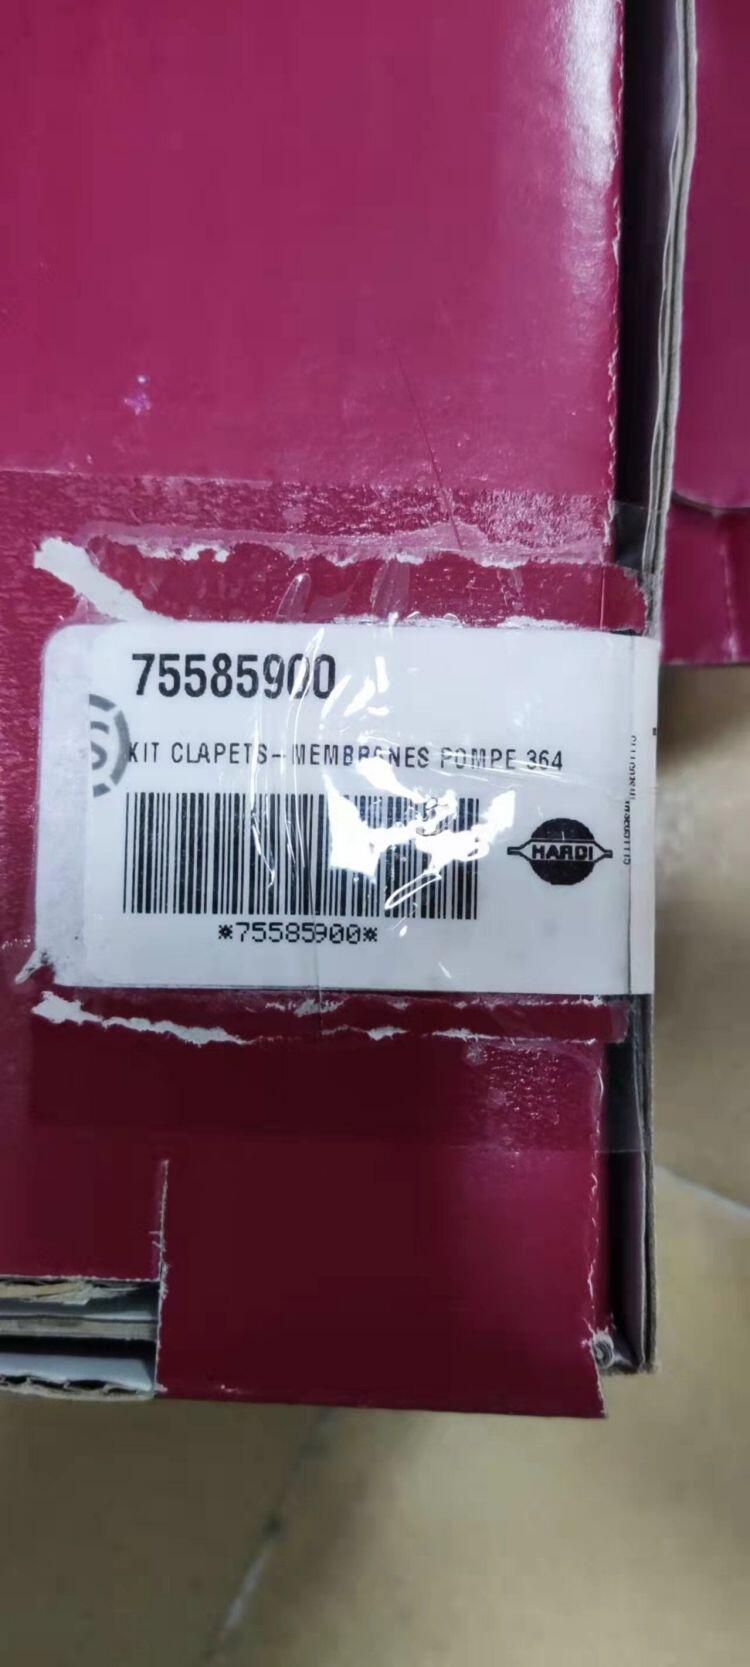 75585900
KIT CLAPETS-MEMBRANES POMPE 364
HARDI
*75585900*